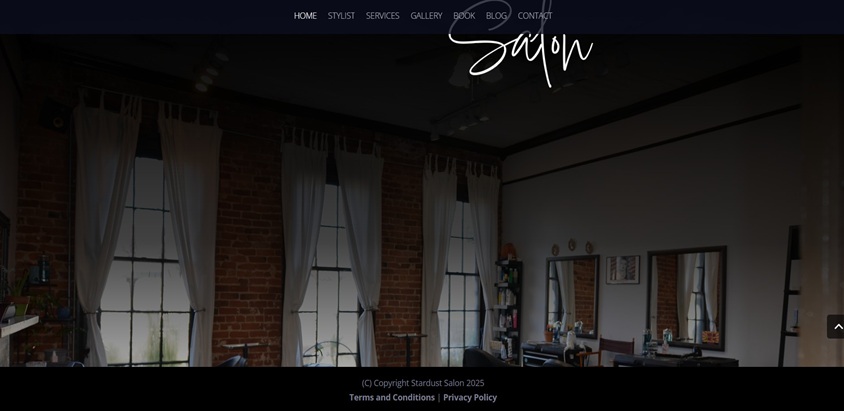 HOME STYLIST SERVICES GALLERY BOOK BLOG CONTACT
Salon
(C) Copyright Stardust Salon 2025
Terms and Conditions | Privacy Policy